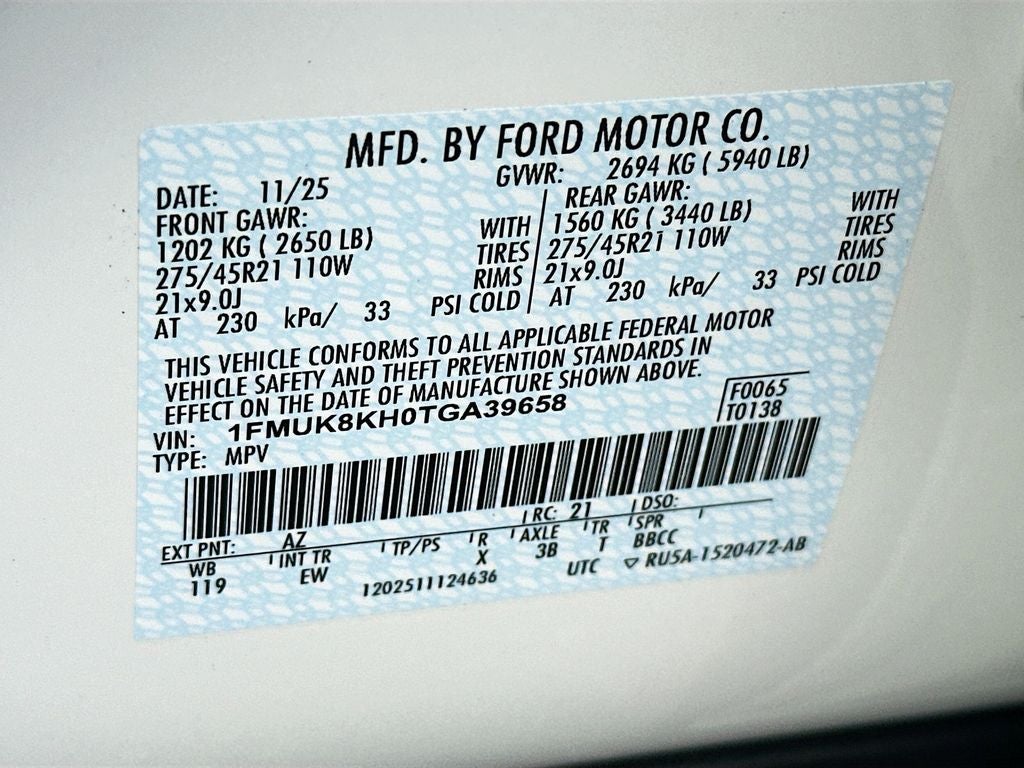 MFD. BY FORD MOTOR CO.
DATE: 11/25 GVWR: 2694 KG ( 5940 LB)
FRONT GAWR: REAR GAWR:
1202 KG ( 2650 LB) WITH 1560 KG ( 3440 LB) WITH
275/45R21 110W TIRES 275/45R21 110W TIRES
21x9.0J RIMS 21x9.0J RIMS
AT 230 kPa/ 33 PSI COLD AT 230 kPa/ 33 PSI COLD
THIS VEHICLE CONFORMS TO ALL APPLICABLE FEDERAL MOTOR
VEHICLE SAFETY AND THEFT PREVENTION STANDARDS IN
EFFECT ON THE DATE OF MANUFACTURE SHOWN ABOVE.
VIN: 1FMUK8KH0TGA39658 F0065
TYPE: MPV T0138
EXT PNT: AZ RC: 21 DSO:
WB INT TR TP/PS R AXLE TR SPR
119 EW X 3B T BBCC
1202511124636 UTC ▽ RU5A-1520472-AB